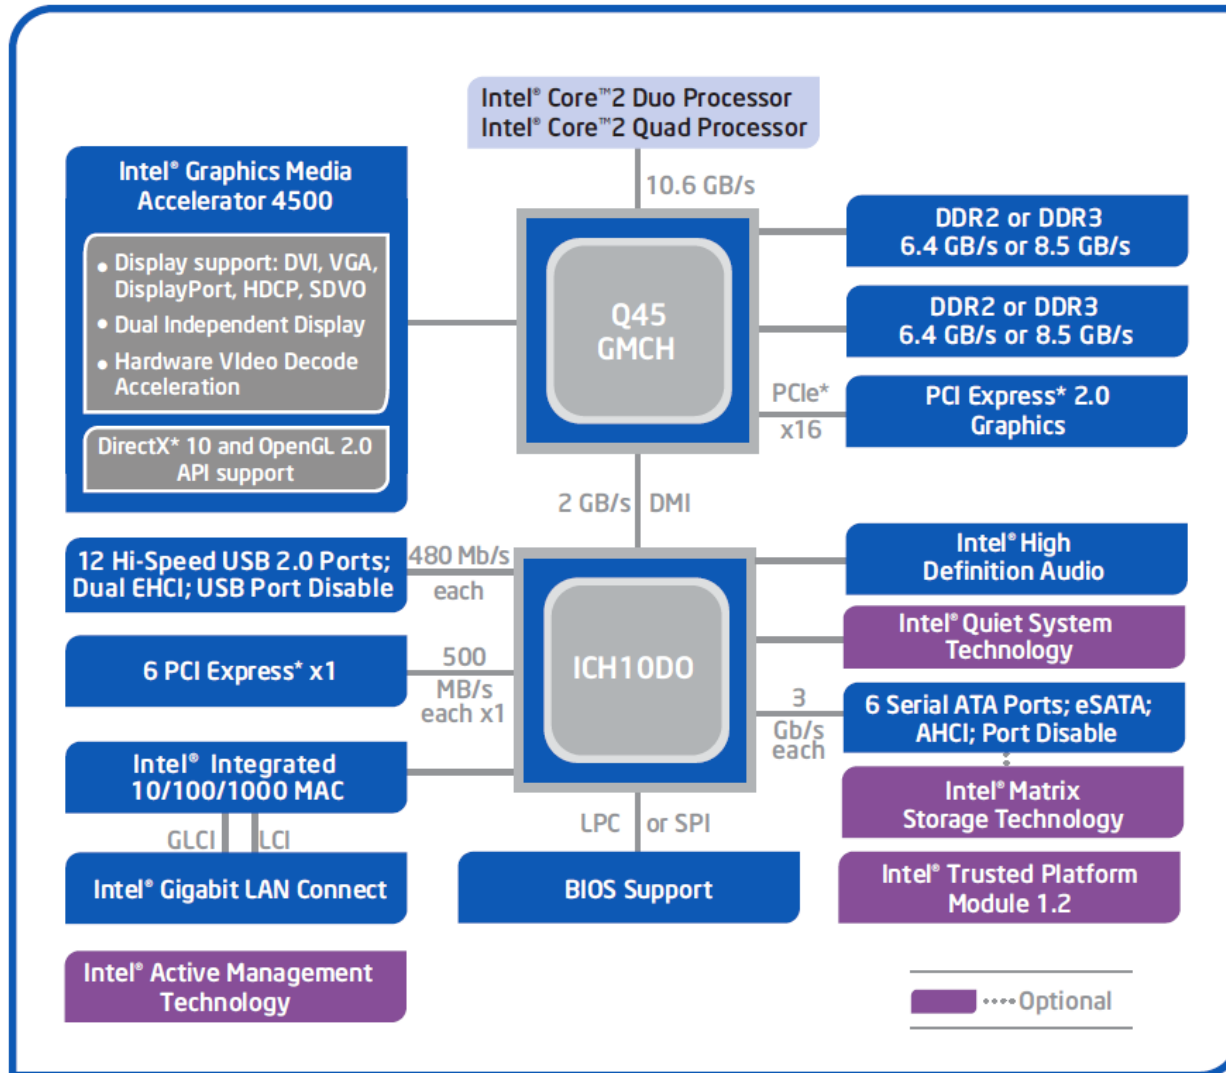 Intel® Core™2 Duo Processor
Intel® Core™2 Quad Processor
10.6 GB/s
Intel® Graphics Media
Accelerator 4500
• Display support: DVI, VGA,
DisplayPort, HDCP, SDVO
• Dual Independent Display
• Hardware VIdeo Decode
Acceleration
DirectX* 10 and OpenGL 2.0
API support
Q45
GMCH
DDR2 or DDR3
6.4 GB/s or 8.5 GB/s
DDR2 or DDR3
6.4 GB/s or 8.5 GB/s
PCIe*
x16
PCI Express* 2.0
Graphics
2 GB/s DMI
12 Hi-Speed USB 2.0 Ports;
Dual EHCI; USB Port Disable
480 Mb/s
each
6 PCI Express* x1
500
MB/s
each x1
Intel® Integrated
10/100/1000 MAC
GLCI LCI
Intel® Gigabit LAN Connect
Intel® Active Management
Technology
ICH10DO
LPC or SPI
BIOS Support
Intel® High
Definition Audio
Intel® Quiet System
Technology
3
Gb/s
each
6 Serial ATA Ports; eSATA;
AHCI; Port Disable
Intel® Matrix
Storage Technology
Intel® Trusted Platform
Module 1.2
Optional